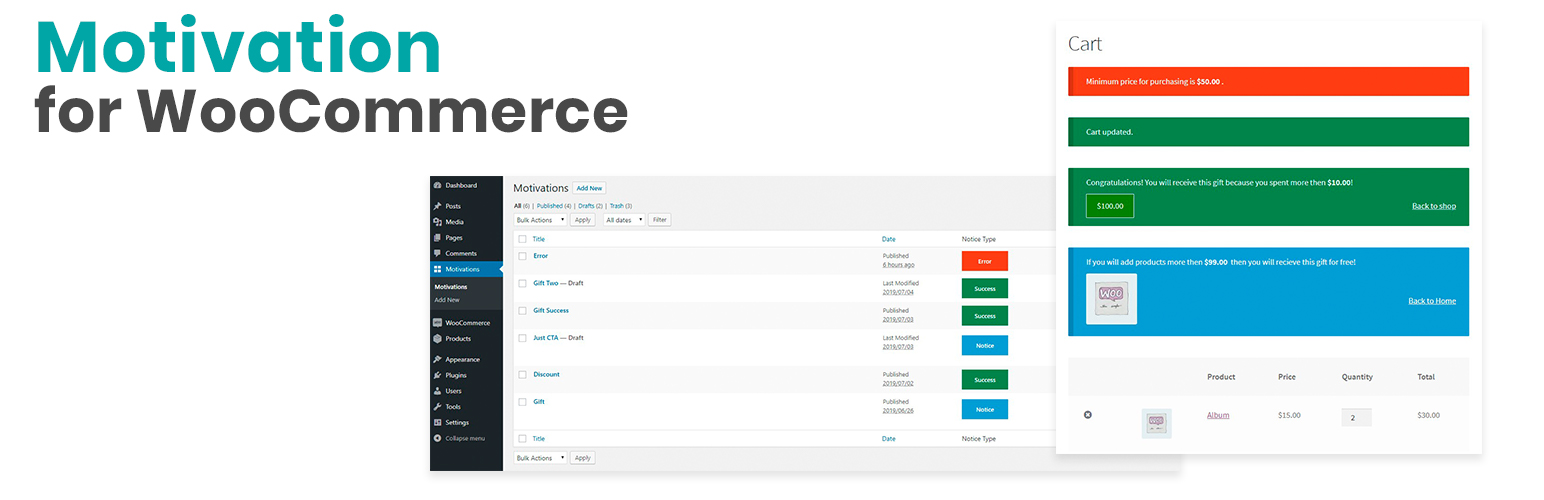 Motivation
for WooCommerce
Dashboard
Posts
Media
Pages
Comments
Motivations
Motivations
Add New
WooCommerce
Products
Appearance
Plugins
Users
Tools
Settings
Collapse menu
Motivations Add New
All (6) | Published (4) | Drafts (2) | Trash (3)
Bulk Actions Apply All dates Filter
Title Date Notice Type
Error Published Error
6 hours ago
Gift Two — Draft Last Modified Success
2019/07/04
Gift Success Published Success
2019/07/03
Just CTA — Draft Last Modified Notice
2019/07/03
Discount Published Success
2019/07/02
Gift Published Notice
2019/06/26
Title Date Notice Type
Bulk Actions Apply
Cart
Minimum price for purchasing is $50.00 .
Cart updated.
Congratulations! You will receive this gift because you spent more then $10.00!
$100.00 Back to shop
If you will add products more then $99.00 then you will recieve this gift for free!
WOO
Back to Home
Product Price Quantity Total
WOO Album $15.00 2 $30.00